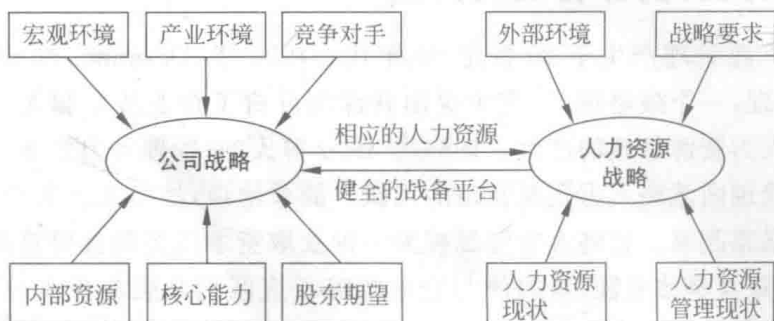 宏观环境
产业环境
竞争对手
外部环境
战略要求
相应的人力资源
公司战略
人力资源
战略
健全的战备平台
内部资源
核心能力
股东期望
人力资源
现状
人力资源
管理现状